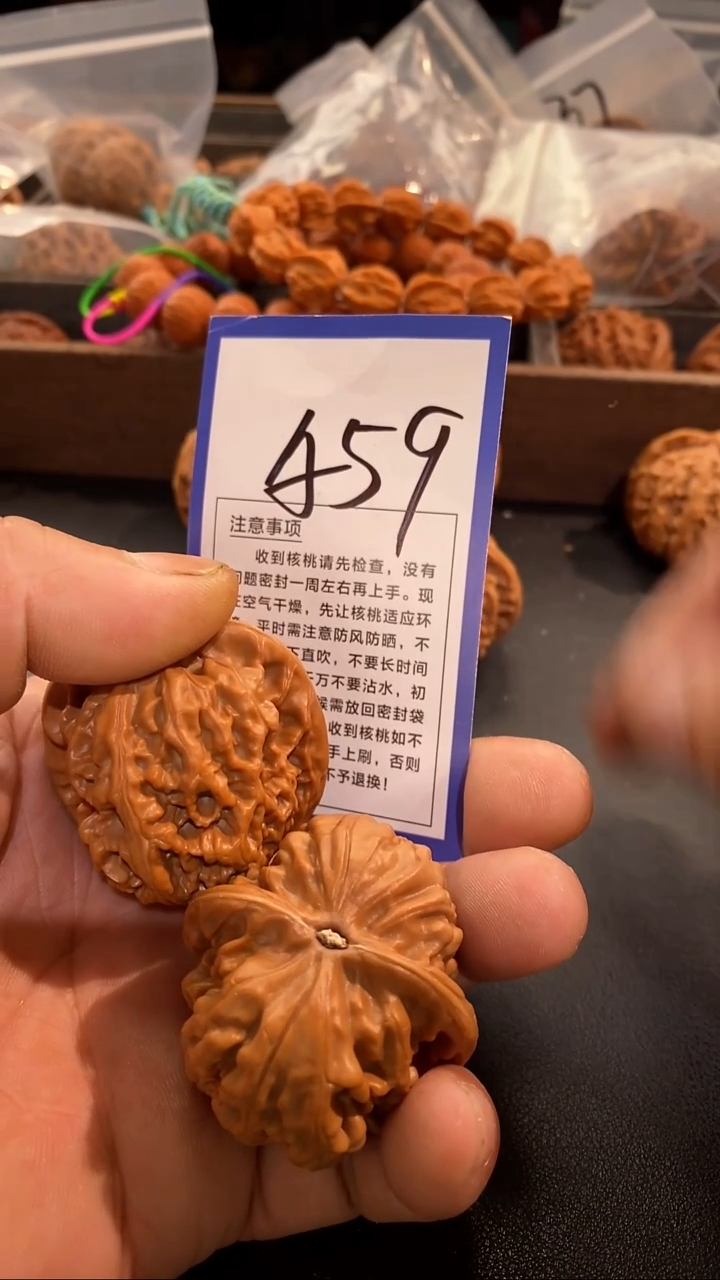 459
注意事项
收到核桃请先检查，没有
问题密封一周左右再上手。现
在空气干燥，先让核桃适应环
平时需注意防风防晒，不
下直吹，不要长时间
万不要沾水，初
需放回密封袋
收到核桃如不
手上刷，否则
不予退换！
37